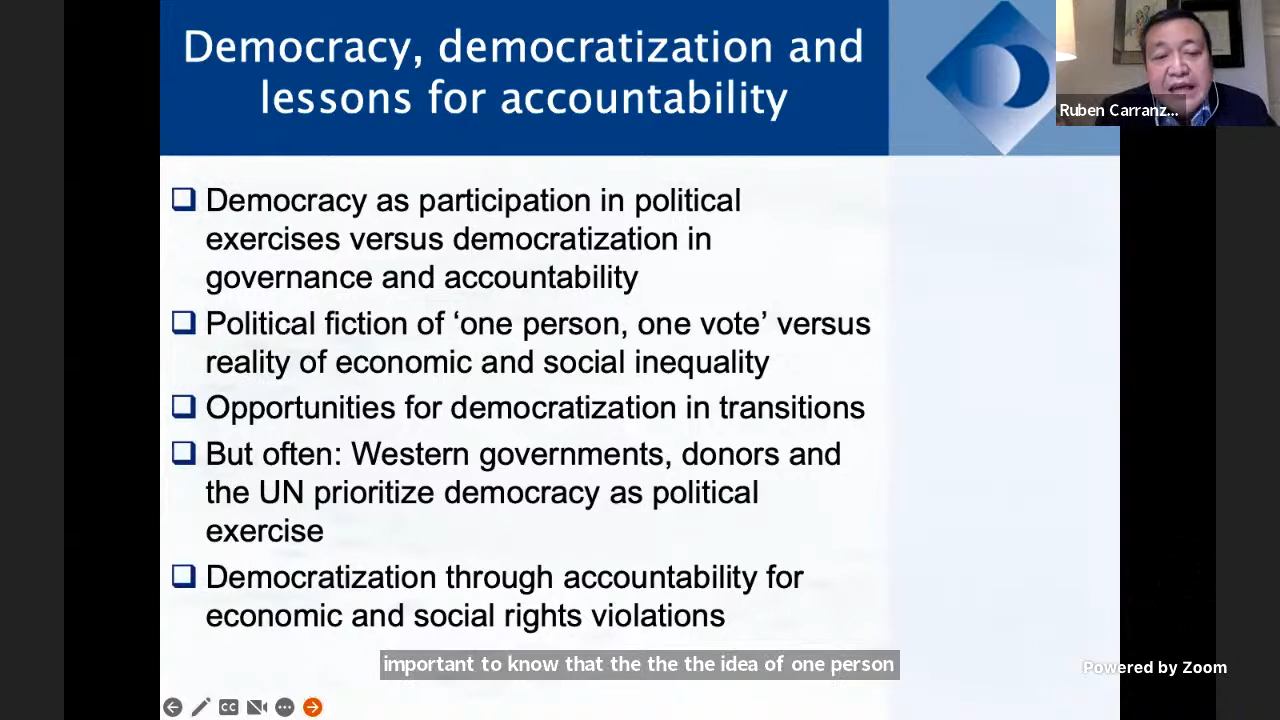 Democracy, democratization and
lessons for accountability
Ruben Carranz...
Democracy as participation in political
exercises versus democratization in
governance and accountability
Political fiction of ‘one person, one vote’ versus
reality of economic and social inequality
Opportunities for democratization in transitions
But often: Western governments, donors and
the UN prioritize democracy as political
exercise
Democratization through accountability for
economic and social rights violations
important to know that the the the idea of one person
Powered by Zoom
CC